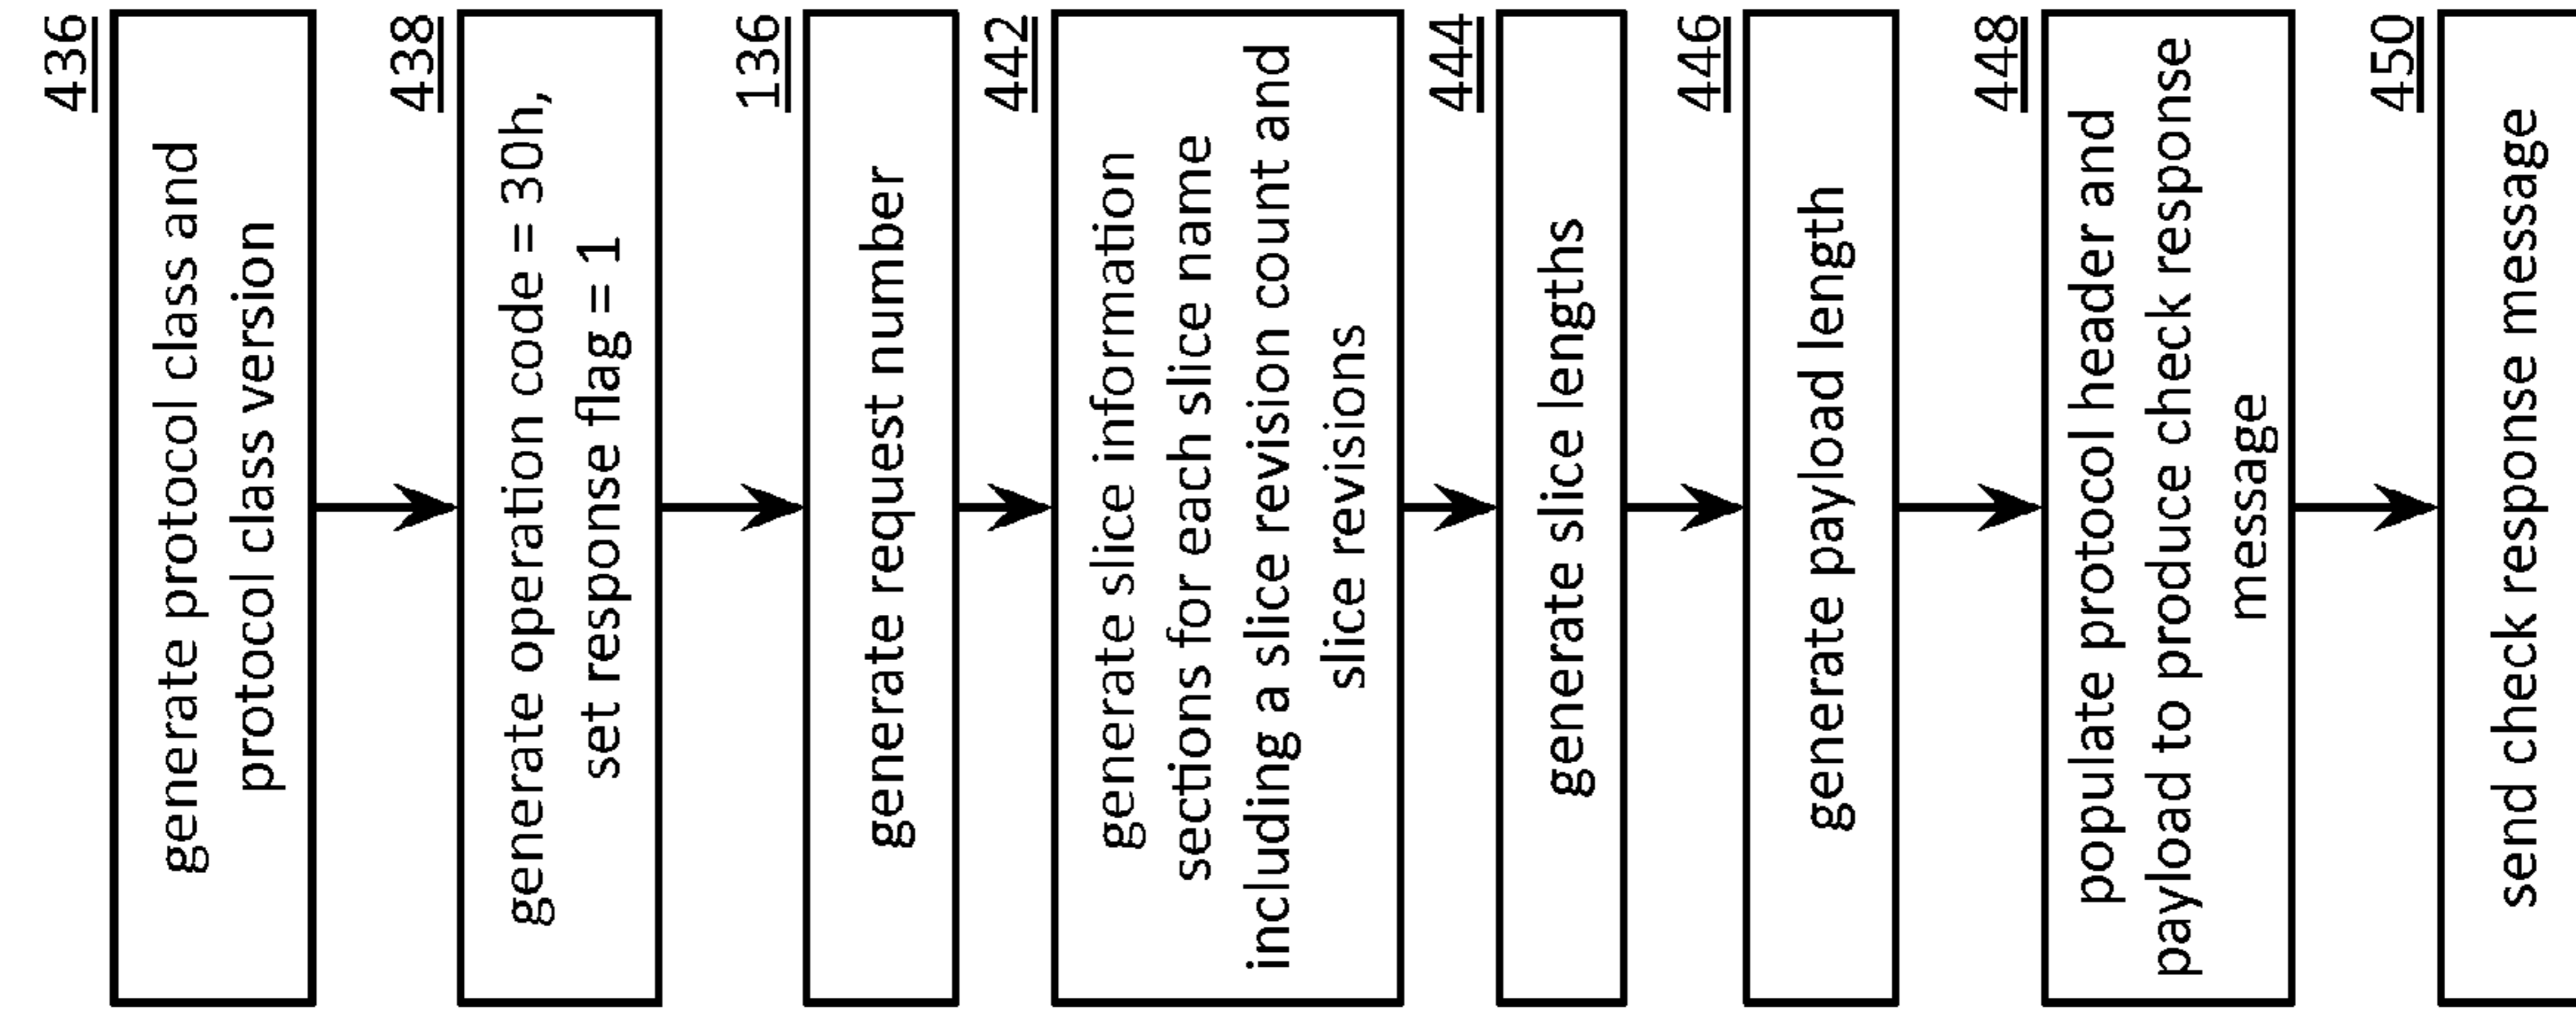 436
generate protocol class and
protocol class version
438
generate operation code = 30h,
set response flag = 1
136
generate request number
442
generate slice information
sections for each slice name
including a slice revision count and
slice revisions
444
generate slice lengths
446
generate payload length
448
populate protocol header and
payload to produce check response
message
450
send check response message